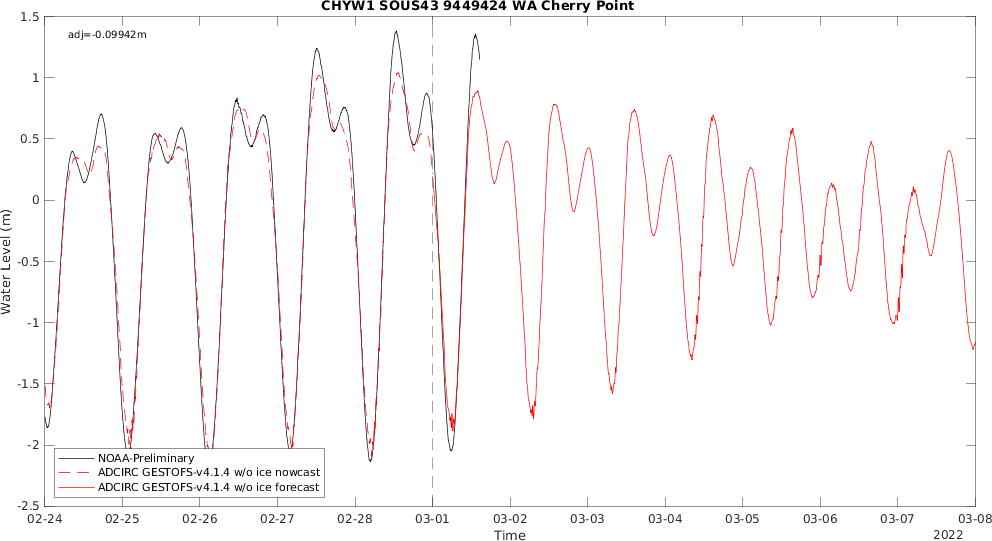 CHYW1 SOUS43 9449424 WA Cherry Point
adj=-0.09942m
1.5
1
0.5
0
-0.5
-1
-1.5
-2
-2.5
Water Level (m)
NOAA-Preliminary
ADCIRC GESTOFS-v4.1.4 w/o ice nowcast
ADCIRC GESTOFS-v4.1.4 w/o ice forecast
02-24 02-25 02-26 02-27 02-28 03-01 03-02 03-03 03-04 03-05 03-06 03-07 03-08
Time
2022